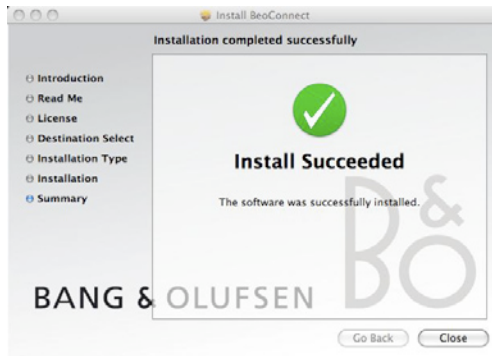 Install BeoConnect
Installation completed successfully
Introduction
Read Me
License
Destination Select
Installation Type
Installation
Summary
Install Succeeded
The software was successfully installed.
B&O
BANG & OLUFSEN
Go Back
Close